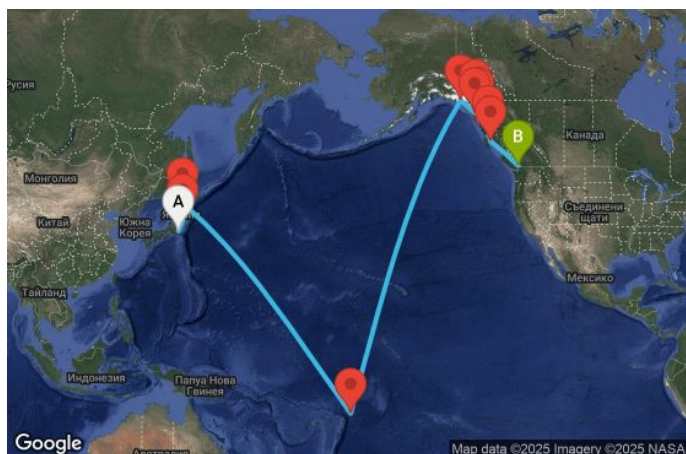 Русия
B
Канада
Монголия
A
Китай
Южна
Корея
Съединени
щати
Мексико
Тайланд
Индонезия
Папуа Нова
Гвинея
Австралия
Google
Map data ©2025 Imagery ©2025 NASA